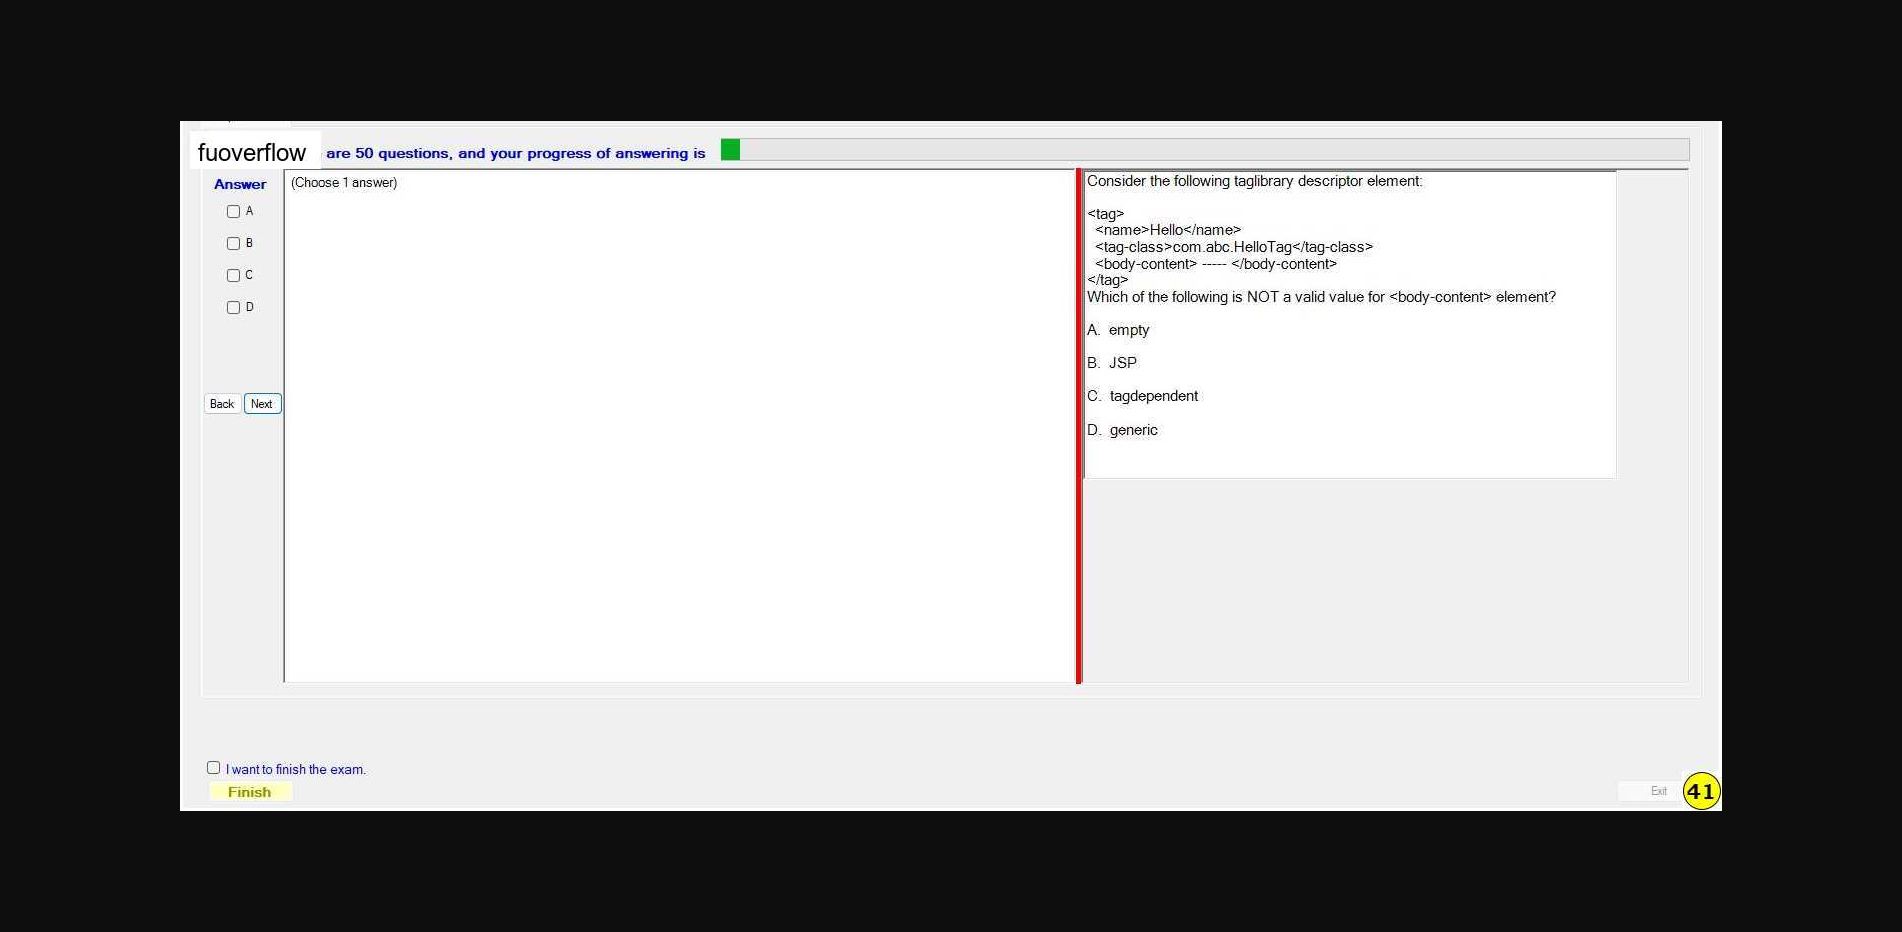 fuoverflow are 50 questions, and your progress of answering is
Answer
A
B
C
D
Back Next
(Choose 1 answer)
Consider the following taglibrary descriptor element:
<tag>
<name>Hello</name>
<tag-class>com.abc.HelloTag</tag-class>
<body-content> ----- </body-content>
</tag>
Which of the following is NOT a valid value for <body-content> element?
A. empty
B. JSP
C. tagdependent
D. generic
I want to finish the exam.
Finish
Exit
41